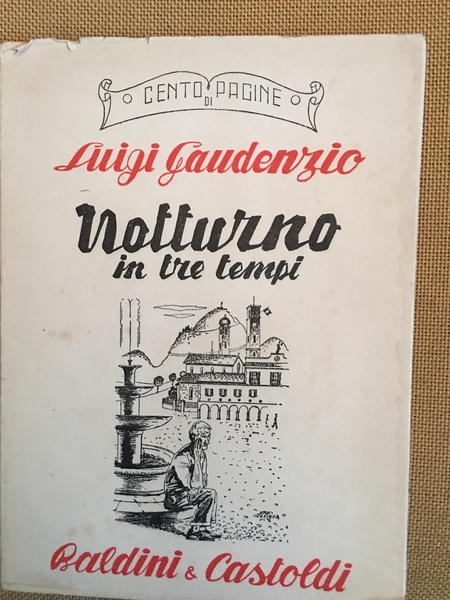 CENTO DI PAGINE
Luigi Gaudenzio
Notturno
in tre tempi
Baldini & Castoldi